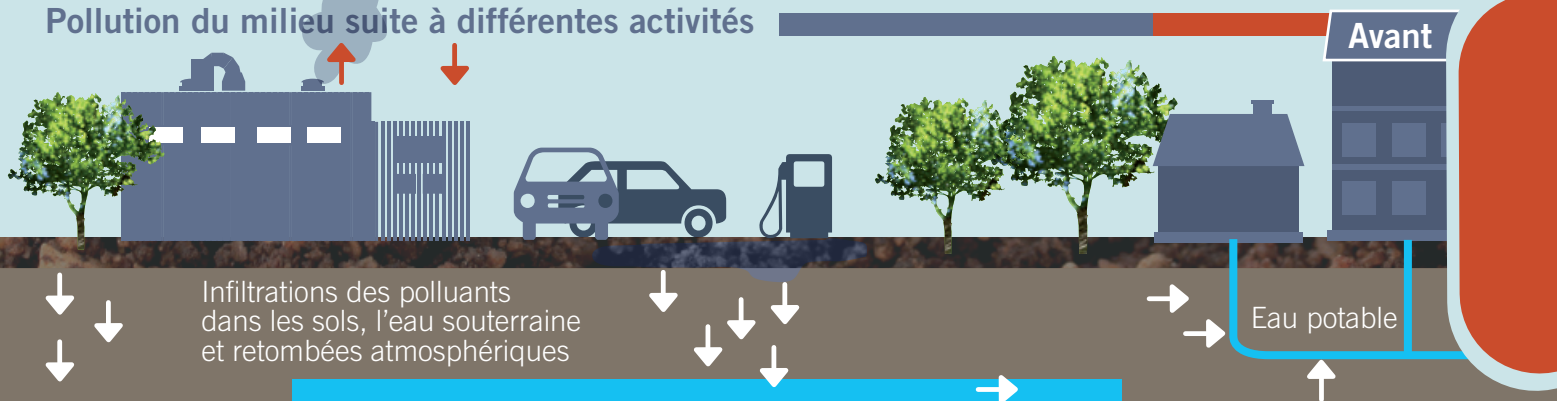 Pollution du milieu suite à différentes activités
Avant
Infiltrations des polluants
dans les sols, l’eau souterraine
et retombées atmosphériques
Eau potable